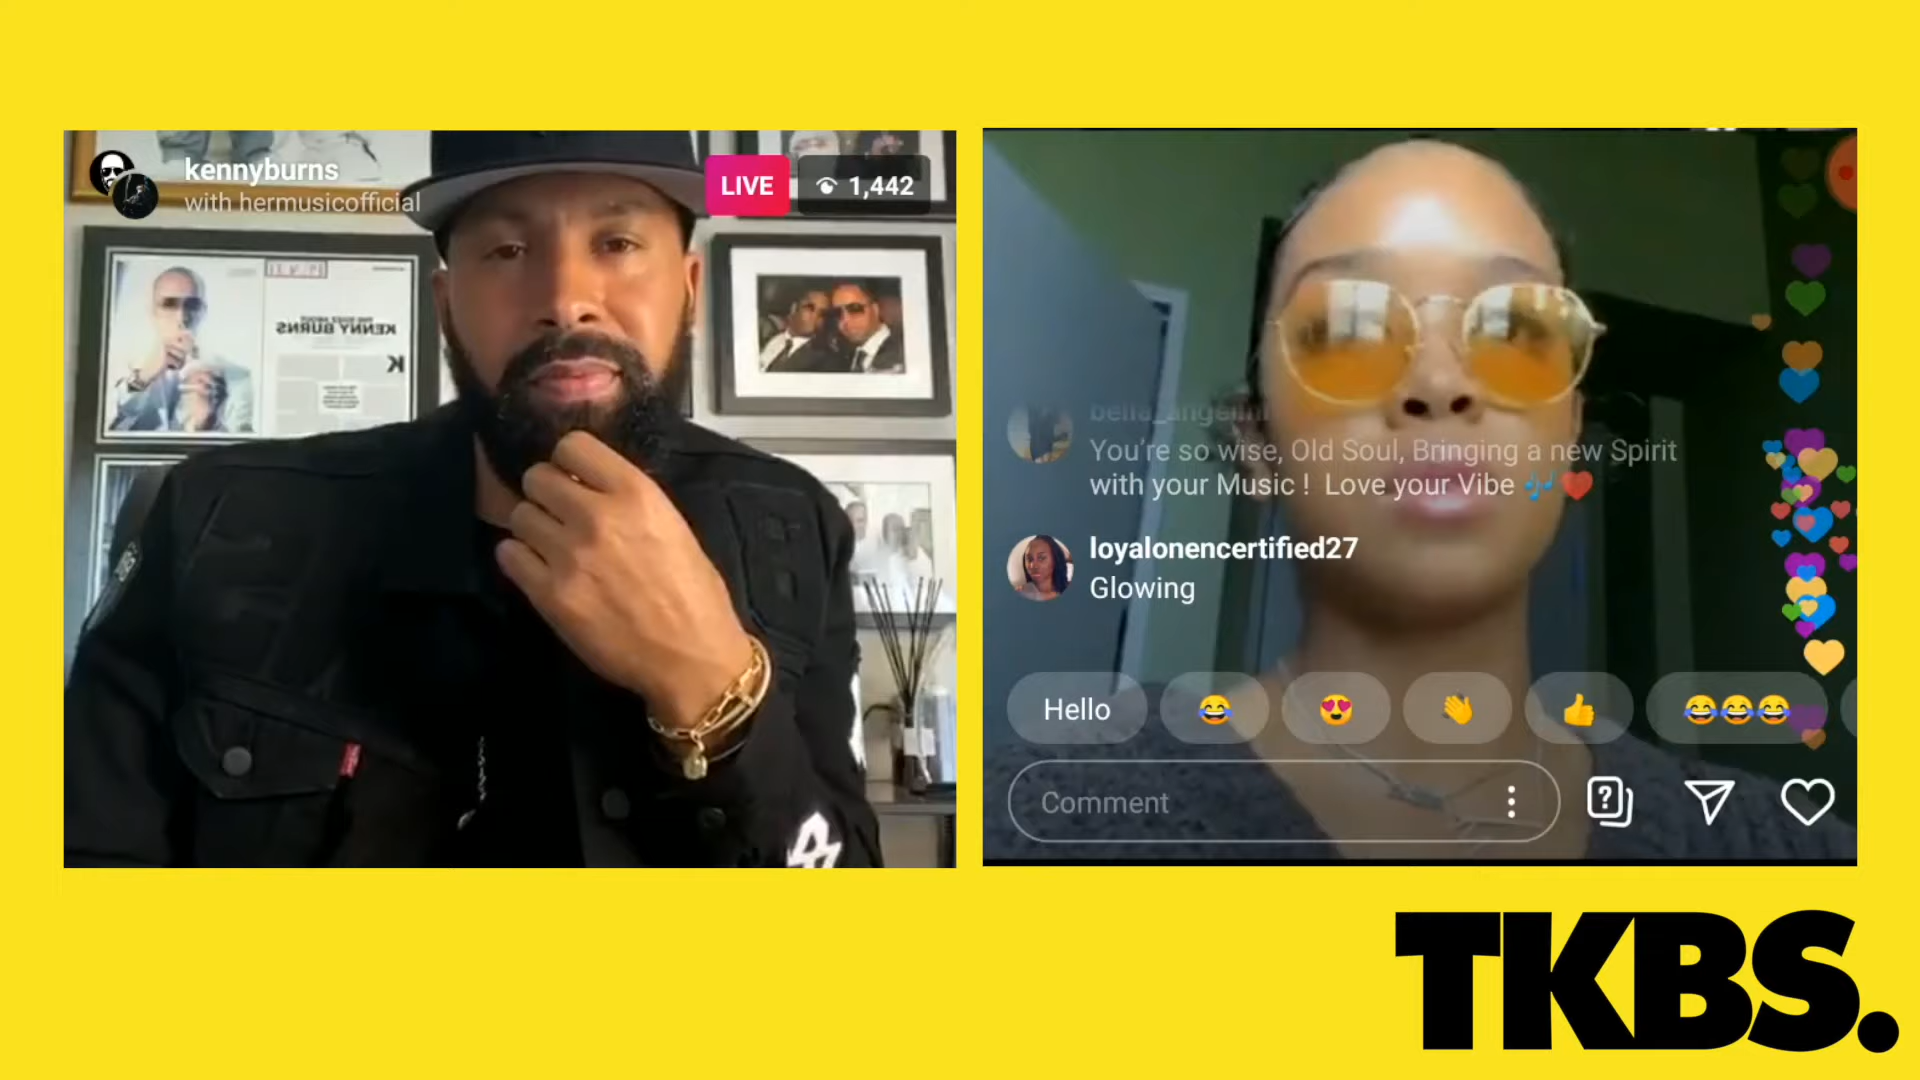 kennyburns
with hermusicofficial
LIVE
1,442
KENNY BURNS
K
bella_angelini
You're so wise, Old Soul, Bringing a new Spirit
with your Music ! Love your Vibe 🎶❤️
loyalonencertified27
Glowing
Hello 😂 😍 👏 👍 😂😂😂
Comment
TKBS.